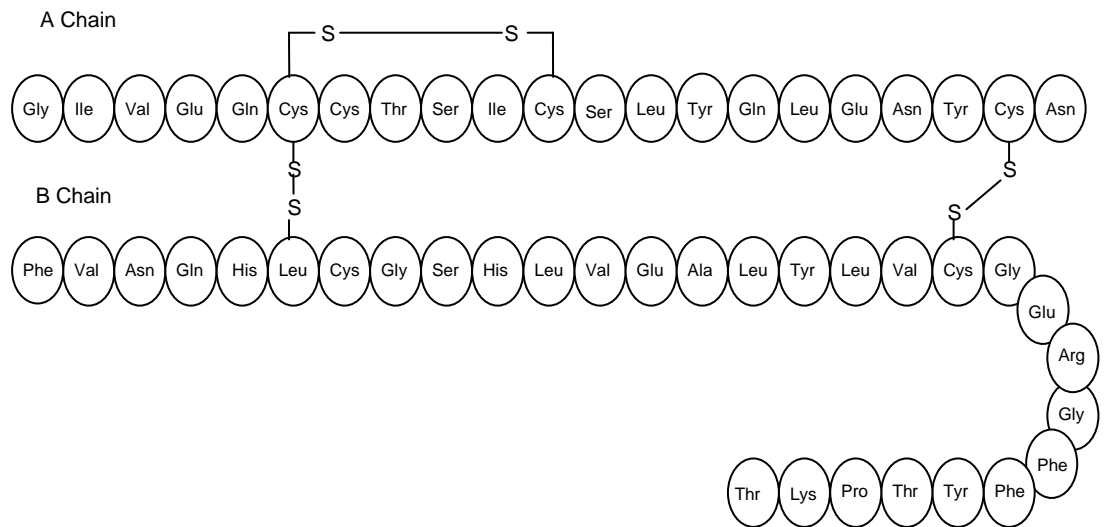 A Chain
S S
Gly Ile Val Glu Gln Cys Cys Thr Ser Ile Cys Ser Leu Tyr Gln Leu Glu Asn Tyr Cys Asn
S S
B Chain
S S
Phe Val Asn Gln His Leu Cys Gly Ser His Leu Val Glu Ala Leu Tyr Leu Val Cys Gly
Glu
Arg
Gly
Phe
Thr Lys Pro Thr Tyr Phe